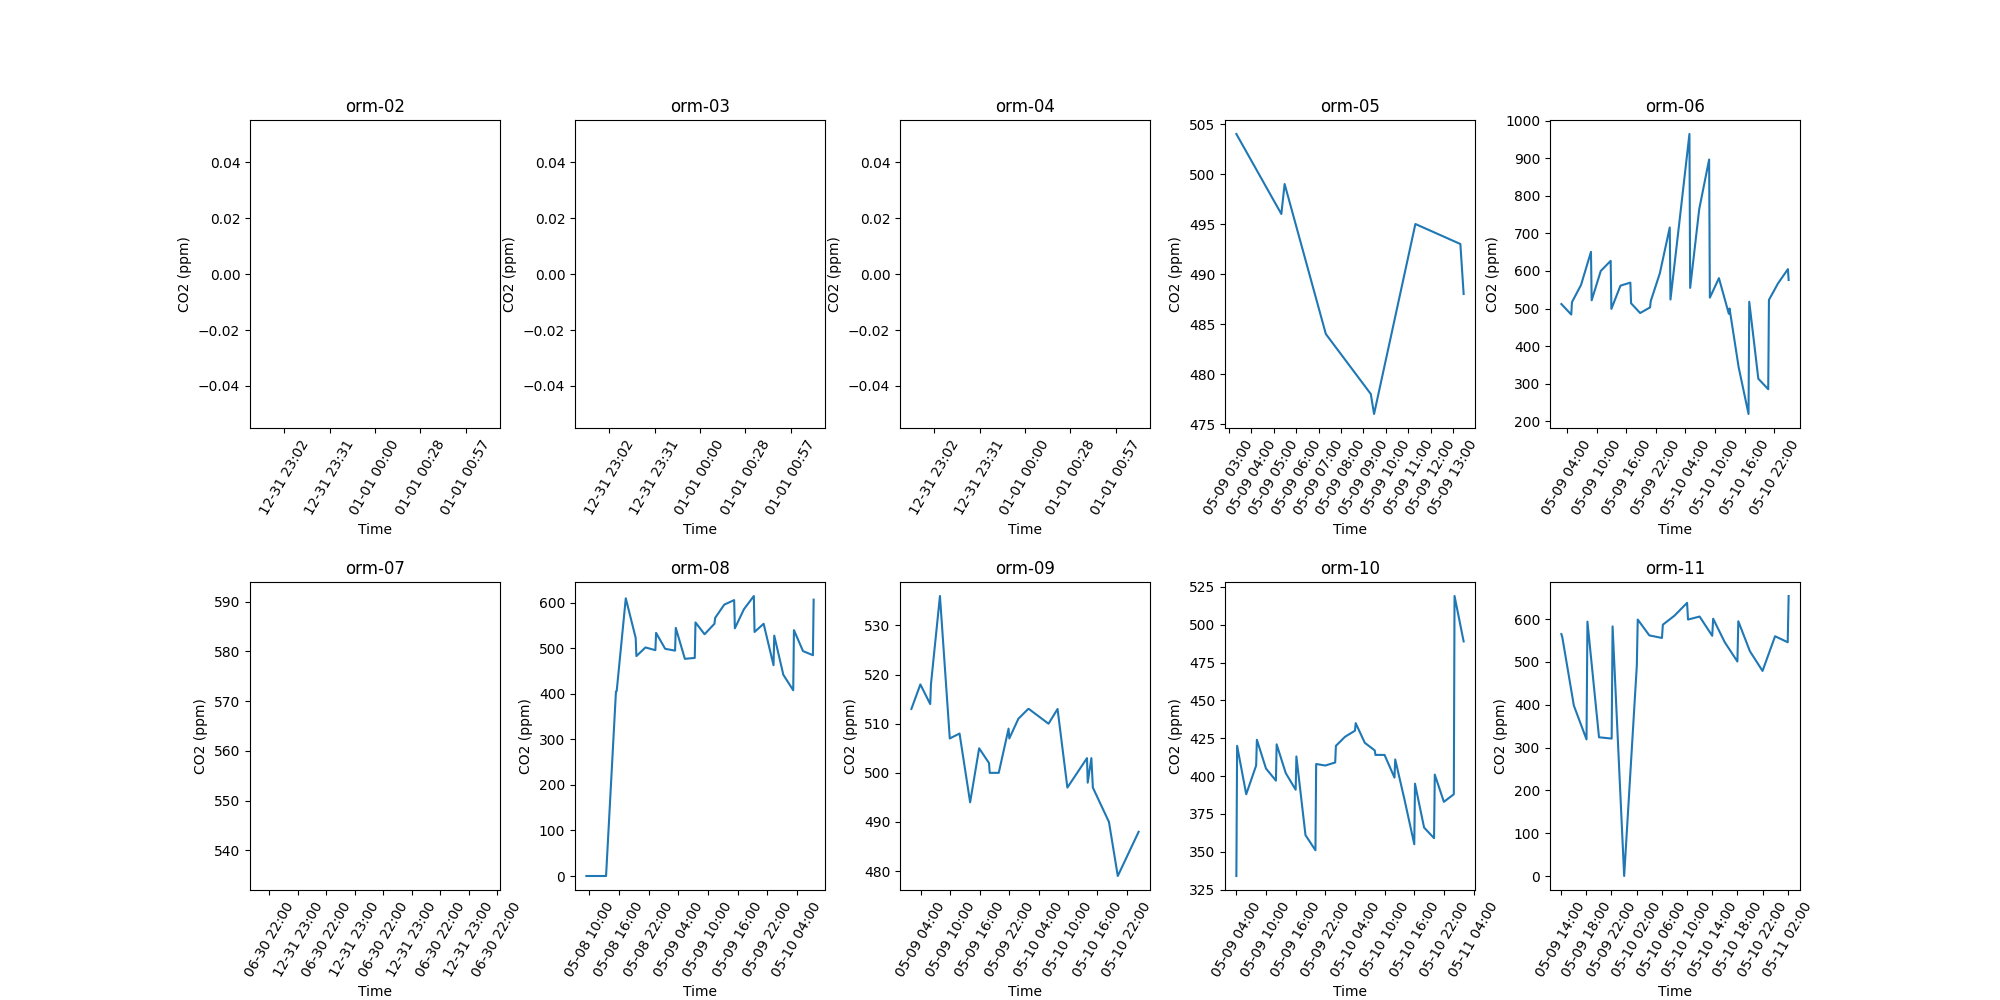 orm-02 orm-03 orm-04 orm-05 orm-06
CO2 (ppm) 0.04 0.02 0.00 −0.02 −0.04
12-31 23:02 12-31 23:31 01-01 00:00 01-01 00:28 01-01 00:57
Time
CO2 (ppm) 0.04 0.02 0.00 −0.02 −0.04
12-31 23:02 12-31 23:31 01-01 00:00 01-01 00:28 01-01 00:57
Time
CO2 (ppm) 0.04 0.02 0.00 −0.02 −0.04
12-31 23:02 12-31 23:31 01-01 00:00 01-01 00:28 01-01 00:57
Time
CO2 (ppm) 505 500 495 490 485 480 475
05-09 03:00 05-09 04:00 05-09 05:00 05-09 06:00 05-09 07:00 05-09 08:00 05-09 09:00 05-09 10:00 05-09 11:00 05-09 12:00 05-09 13:00
Time
CO2 (ppm) 1000 900 800 700 600 500 400 300 200
05-09 04:00 05-09 10:00 05-09 16:00 05-09 22:00 05-10 04:00 05-10 10:00 05-10 16:00 05-10 22:00
Time
orm-07 orm-08 orm-09 orm-10 orm-11
CO2 (ppm) 590 580 570 560 550 540
06-30 22:00 12-31 23:00 06-30 22:00 12-31 23:00 06-30 22:00 12-31 23:00 06-30 22:00 12-31 23:00 06-30 22:00
Time
CO2 (ppm) 600 500 400 300 200 100 0
05-08 10:00 05-08 16:00 05-08 22:00 05-09 04:00 05-09 10:00 05-09 16:00 05-09 22:00 05-10 04:00
Time
CO2 (ppm) 530 520 510 500 490 480
05-09 04:00 05-09 10:00 05-09 16:00 05-09 22:00 05-10 04:00 05-10 10:00 05-10 16:00 05-10 22:00
Time
CO2 (ppm) 525 500 475 450 425 400 375 350 325
05-09 04:00 05-09 10:00 05-09 16:00 05-09 22:00 05-10 04:00 05-10 10:00 05-10 16:00 05-10 22:00 05-11 04:00
Time
CO2 (ppm) 600 500 400 300 200 100 0
05-09 14:00 05-09 18:00 05-09 22:00 05-10 02:00 05-10 06:00 05-10 10:00 05-10 14:00 05-10 18:00 05-10 22:00 05-11 02:00
Time